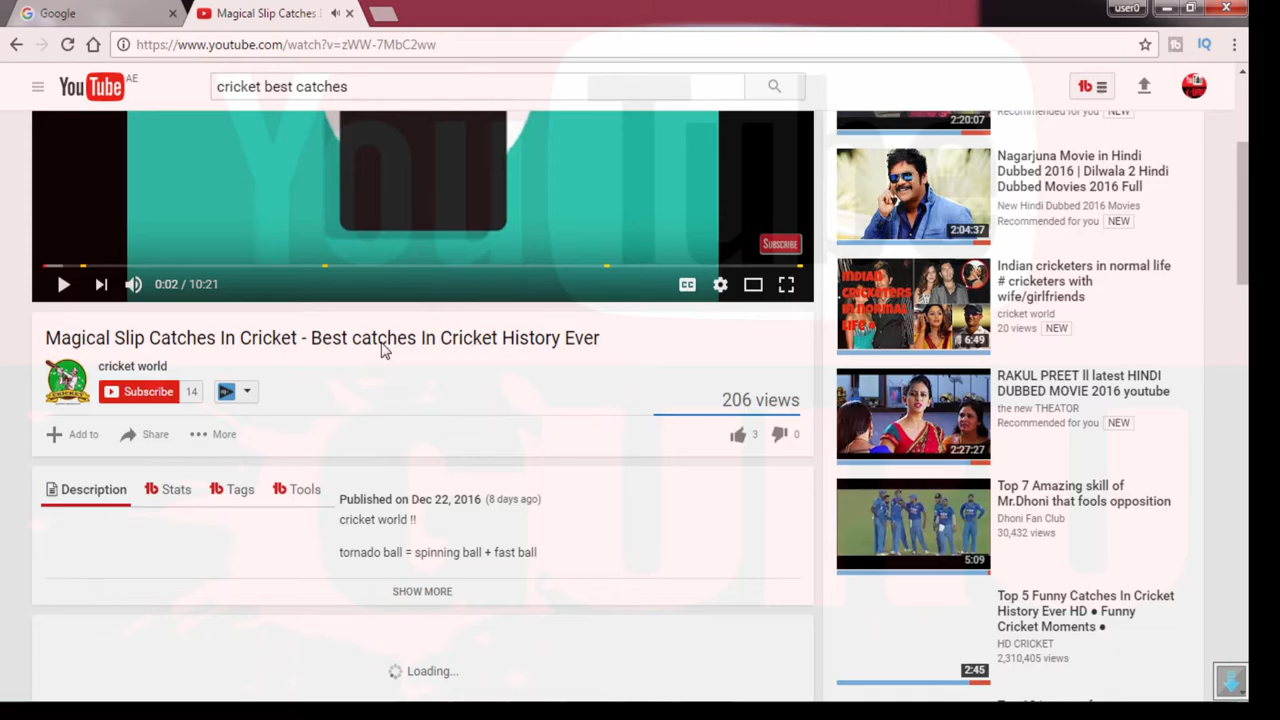 Google
Magical Slip Catches
user0
https://www.youtube.com/watch?v=zWW-7MbC2ww
IQ
YouTube AE
cricket best catches
SUBSCRIBE
0:02 / 10:21
CC
Magical Slip Catches In Cricket - Best catches In Cricket History Ever
cricket world
Subscribe 14
206 views
Add to Share More
3 0
Description Stats Tags Tools
Published on Dec 22, 2016 (8 days ago)
cricket world !!
tornado ball = spinning ball + fast ball
SHOW MORE
Loading...
2:20:07
Recommended for you NEW
Nagarjuna Movie in Hindi
Dubbed 2016 | Dilwala 2 Hindi
Dubbed Movies 2016 Full
New Hindi Dubbed 2016 Movies
Recommended for you NEW
2:04:37
INDIAN
CRICKETERS
IN NORMAL
LIFE
6:49
Indian cricketers in normal life
# cricketers with
wife/girlfriends
cricket world
20 views NEW
RAKUL PREET ll latest HINDI
DUBBED MOVIE 2016 youtube
the new THEATOR
Recommended for you NEW
2:27:27
Top 7 Amazing skill of
Mr.Dhoni that fools opposition
Dhoni Fan Club
30,432 views
5:09
Top 5 Funny Catches In Cricket
History Ever HD ● Funny
Cricket Moments ●
HD CRICKET
2,310,405 views
2:45